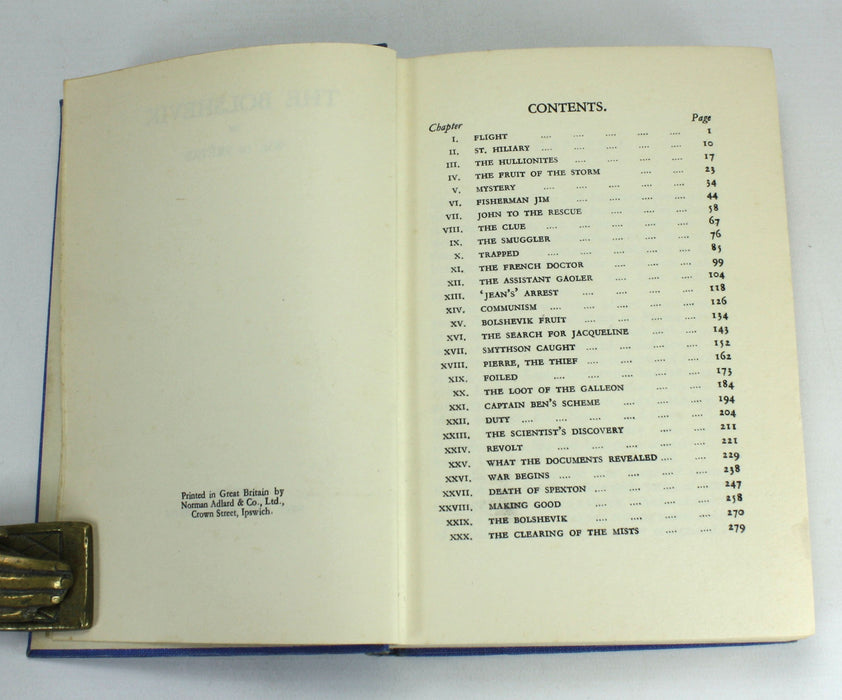 THE BOLSHEVIK
Printed in Great Britain by
Norman Adlard & Co., Ltd.,
Crown Street, Ipswich.
CONTENTS.
Chapter Page
I. FLIGHT .... .... .... .... .... 1
II. ST. HILIARY .... .... .... .... .... 10
III. THE HULLIONITES .... .... .... .... 17
IV. THE FRUIT OF THE STORM .... .... 23
V. MYSTERY .... .... .... .... .... 34
VI. FISHERMAN JIM .... .... .... .... 44
VII. JOHN TO THE RESCUE .... .... .... 58
VIII. THE CLUE .... .... .... .... .... 67
IX. THE SMUGGLER .... .... .... .... 76
X. TRAPPED .... .... .... .... .... 85
XI. THE FRENCH DOCTOR .... .... .... 99
XII. THE ASSISTANT GAOLER .... .... .... 104
XIII. 'JEAN'S' ARREST .... .... .... .... 118
XIV. COMMUNISM .... .... .... .... .... 126
XV. BOLSHEVIK FRUIT .... .... .... .... 134
XVI. THE SEARCH FOR JACQUELINE .... .... 143
XVII. SMYTHSON CAUGHT .... .... .... .... 152
XVIII. PIERRE, THE THIEF .... .... .... .... 162
XIX. FOILED .... .... .... .... .... 173
XX. THE LOOT OF THE GALLEON .... .... 184
XXI. CAPTAIN BEN'S SCHEME .... .... .... 194
XXII. DUTY .... .... .... .... .... .... 204
XXIII. THE SCIENTIST'S DISCOVERY .... .... 211
XXIV. REVOLT .... .... .... .... .... 221
XXV. WHAT THE DOCUMENTS REVEALED .... .... 229
XXVI. WAR BEGINS .... .... .... .... .... 238
XXVII. DEATH OF SPEXTON .... .... .... .... 247
XXVIII. MAKING GOOD .... .... .... .... 258
XXIX. THE BOLSHEVIK .... .... .... .... 270
XXX. THE CLEARING OF THE MISTS .... .... 279